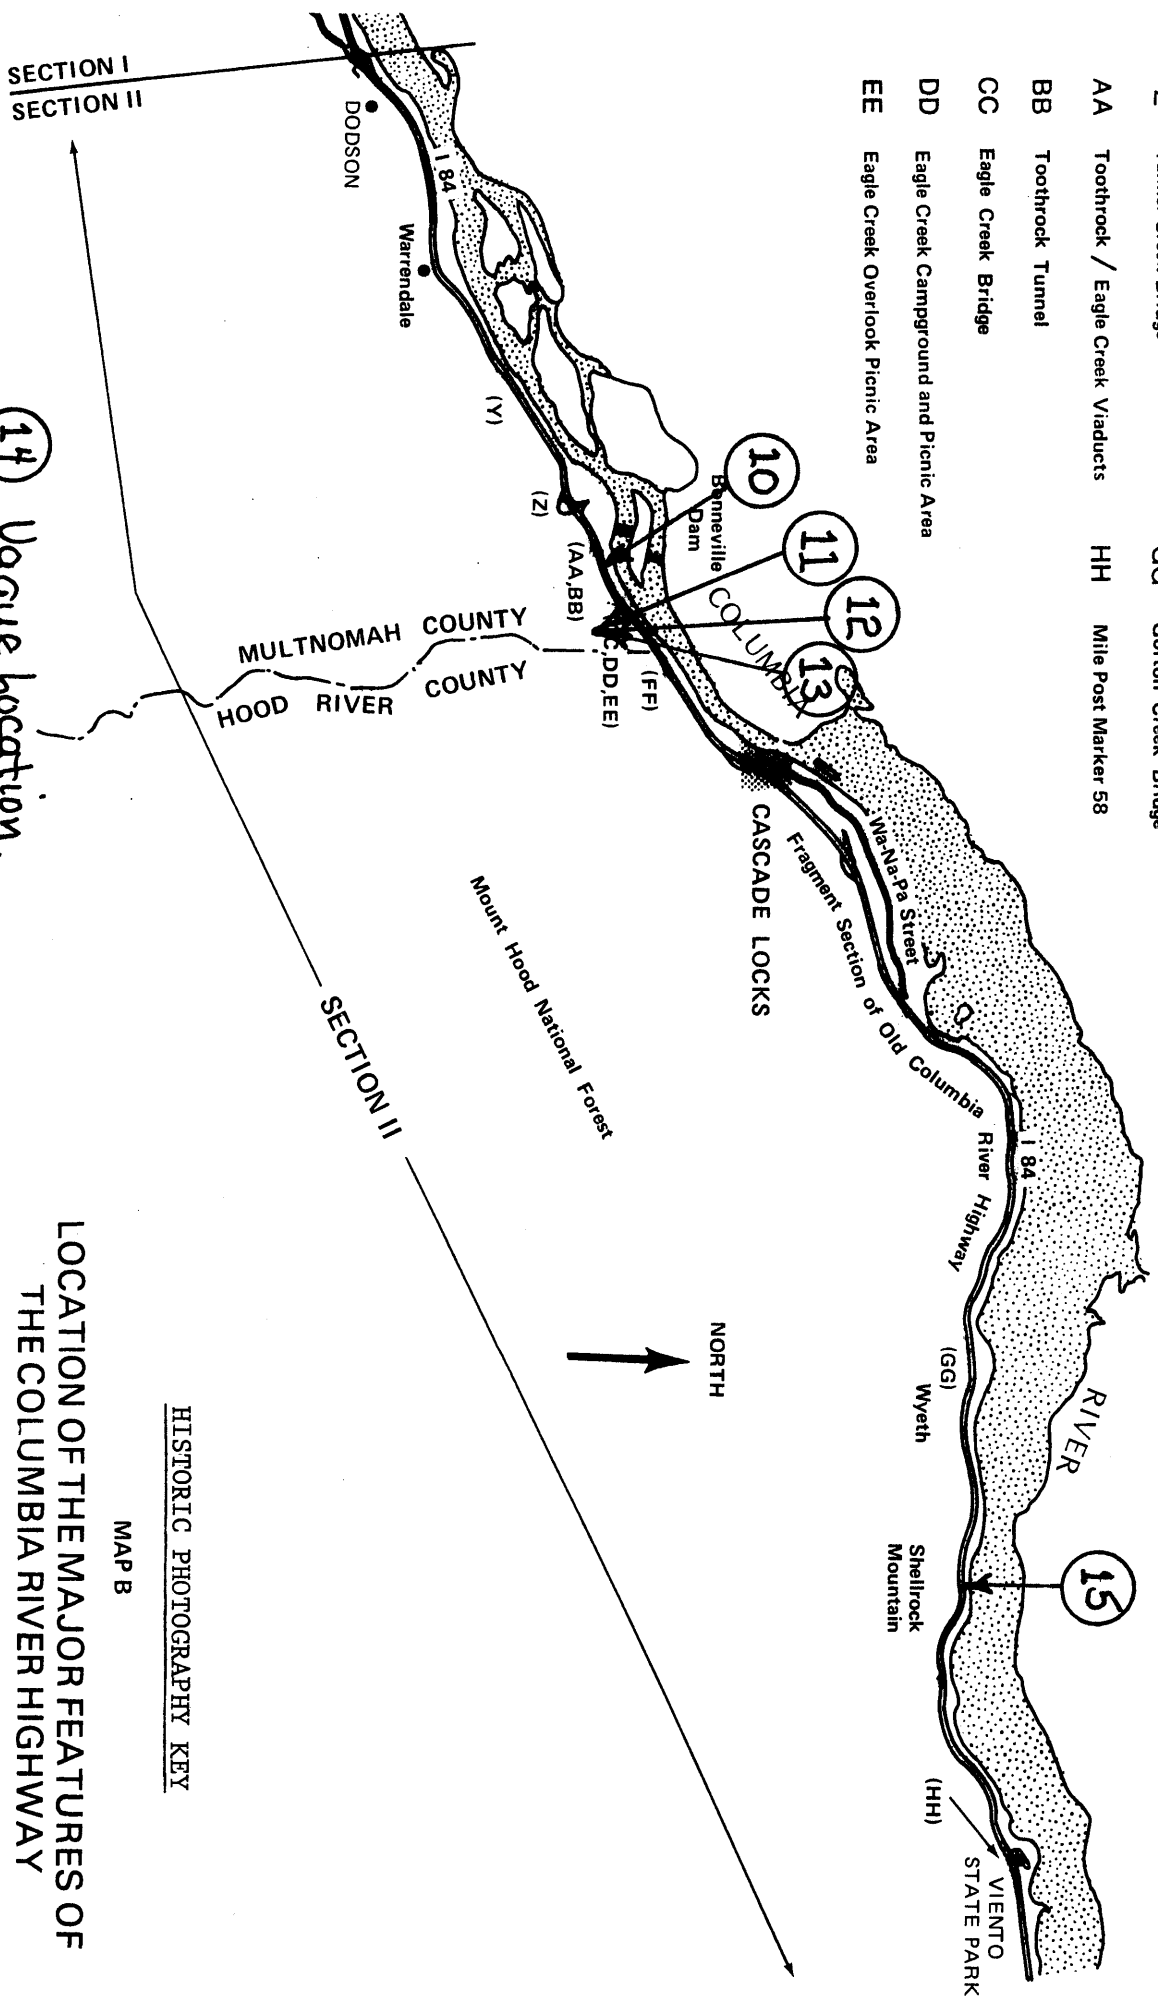 AA Toothrock / Eagle Creek Viaducts
BB Toothrock Tunnel
CC Eagle Creek Bridge
DD Eagle Creek Campground and Picnic Area
EE Eagle Creek Overlook Picnic Area
HH Mile Post Marker 58
SECTION I
SECTION II
DODSON
I 84
Warrendale
(Y)
(Z)
(AA,BB)
C,DD,EE)
(FF)
Bonneville
Dam
10
11
12
13
COLUMBIA
MULTNOMAH COUNTY
HOOD RIVER COUNTY
CASCADE LOCKS
Wa-Na-Pa Street
Fragment Section of Old Columbia River Highway
Mount Hood National Forest
SECTION II
I 84
RIVER
(GG)
Wyeth
Shellrock
Mountain
15
(HH)
VIENTO
STATE PARK
NORTH
14 Vague location.
HISTORIC PHOTOGRAPHY KEY
MAP B
LOCATION OF THE MAJOR FEATURES OF
THE COLUMBIA RIVER HIGHWAY